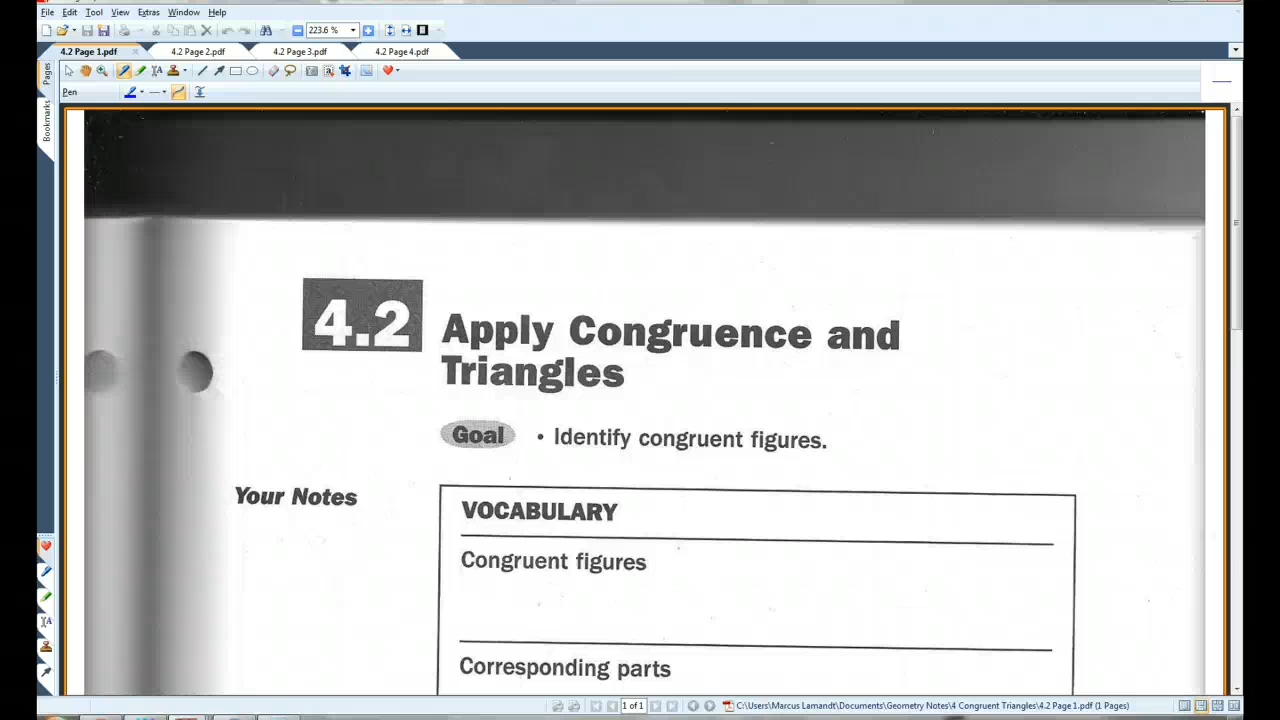 File Edit Tool View Extras Window Help
223.6 %
4.2 Page 1.pdf 4.2 Page 2.pdf 4.2 Page 3.pdf 4.2 Page 4.pdf
Pen
Pages
Bookmarks
4.2 Apply Congruence and
Triangles
Goal • Identify congruent figures.
Your Notes
VOCABULARY
Congruent figures
Corresponding parts
1 of 1
C:\Users\Marcus Lamandt\Documents\Geometry Notes\4 Congruent Triangles\4.2 Page 1.pdf (1 Pages)